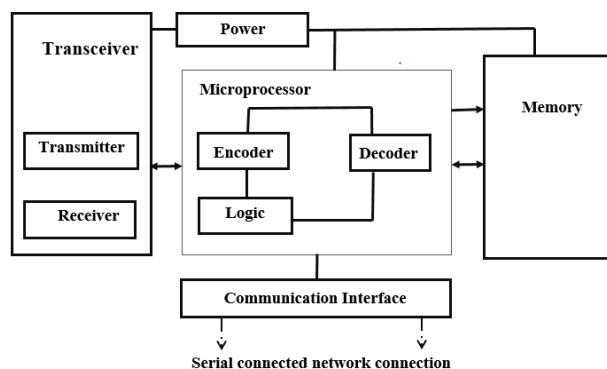 Power
Transceiver
Microprocessor
Memory
Transmitter
Encoder
Decoder
Receiver
Logic
Communication Interface
Serial connected network connection